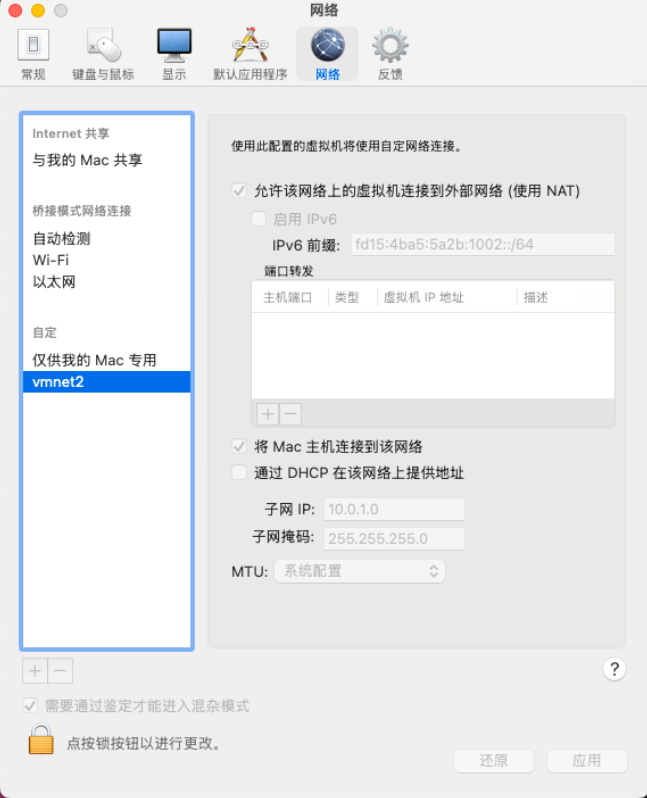 网络
常规 键盘与鼠标 显示 默认应用程序 网络 反馈
Internet 共享
与我的 Mac 共享
桥接模式网络连接
自动检测
Wi-Fi
以太网
自定
仅供我的 Mac 专用
vmnet2
使用此配置的虚拟机将使用自定网络连接。
允许该网络上的虚拟机连接到外部网络 (使用 NAT)
启用 IPv6
IPv6 前缀: fd15:4ba5:5a2b:1002::/64
端口转发
主机端口 类型 虚拟机 IP 地址 描述
将 Mac 主机连接到该网络
通过 DHCP 在该网络上提供地址
子网 IP: 10.0.1.0
子网掩码: 255.255.255.0
MTU: 系统配置
?
需要通过鉴定才能进入混杂模式
点按锁按钮以进行更改。
还原 应用